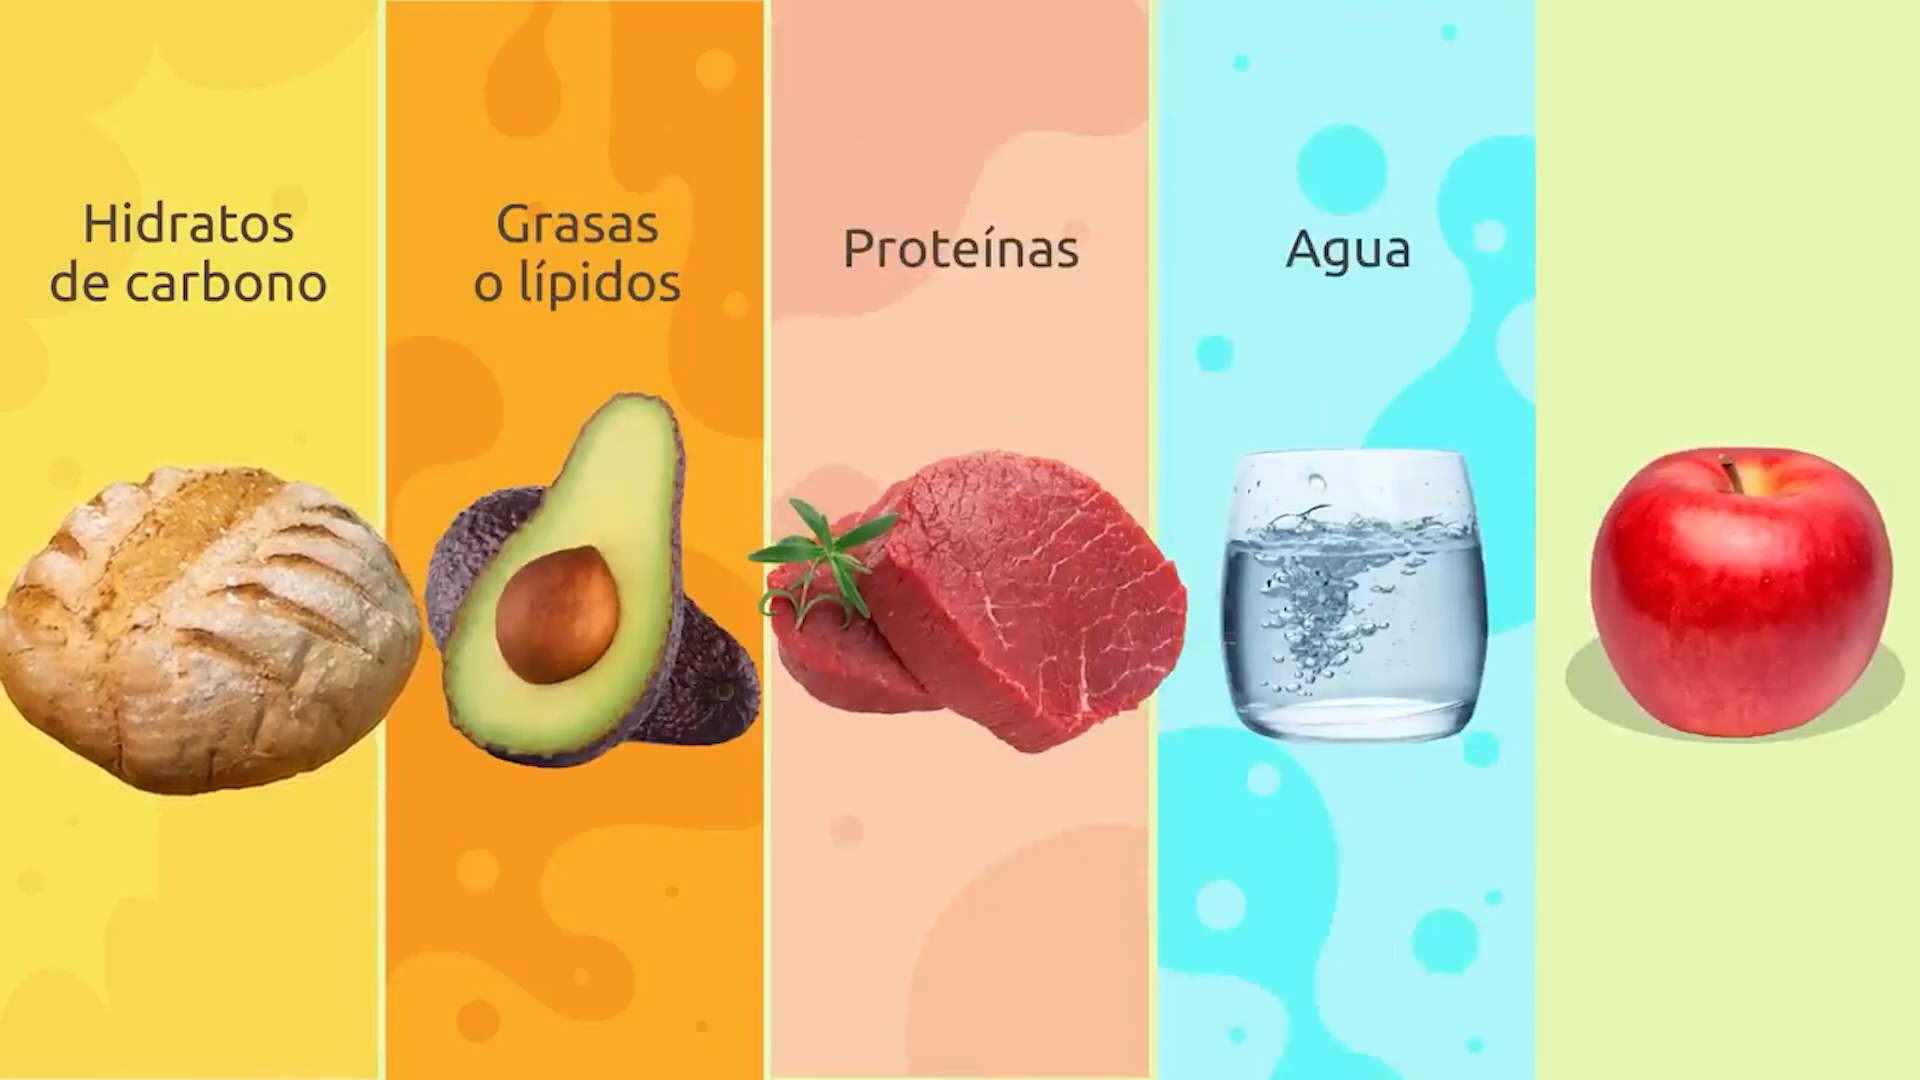 Hidratos
de carbono
Grasas
o lípidos
Proteínas
Agua